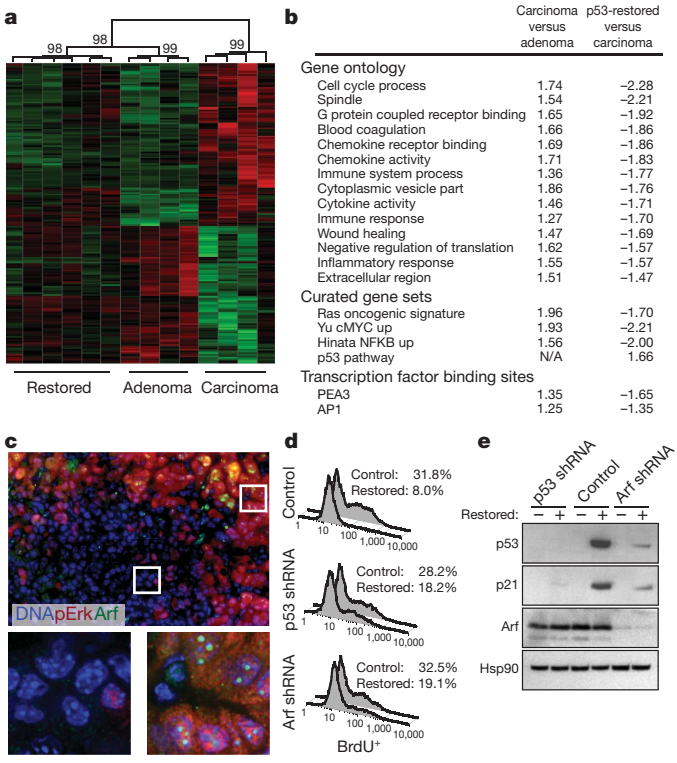 a
98
98
99
99
Restored Adenoma Carcinoma
b
Carcinoma versus adenoma p53-restored versus carcinoma
Gene ontology
Cell cycle process 1.74 –2.28
Spindle 1.54 –2.21
G protein coupled receptor binding 1.65 –1.92
Blood coagulation 1.66 –1.86
Chemokine receptor binding 1.69 –1.86
Chemokine activity 1.71 –1.83
Immune system process 1.36 –1.77
Cytoplasmic vesicle part 1.86 –1.76
Cytokine activity 1.46 –1.71
Immune response 1.27 –1.70
Wound healing 1.47 –1.69
Negative regulation of translation 1.62 –1.57
Inflammatory response 1.55 –1.57
Extracellular region 1.51 –1.47
Curated gene sets
Ras oncogenic signature 1.96 –1.70
Yu cMYC up 1.93 –2.21
Hinata NFKB up 1.56 –2.00
p53 pathway N/A 1.66
Transcription factor binding sites
PEA3 1.35 –1.65
AP1 1.25 –1.35
c
DNApErkArf
d
Control
Control: 31.8%
Restored: 8.0%
1 10 100 1,000 10,000
p53 shRNA
Control: 28.2%
Restored: 18.2%
1 10 100 1,000 10,000
Arf shRNA
Control: 32.5%
Restored: 19.1%
1 10 100 1,000 10,000
BrdU+
e
p53 shRNA Control Arf shRNA
Restored: – + – + – +
p53
p21
Arf
Hsp90